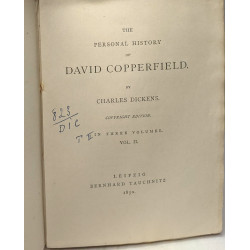 THE
PERSONAL HISTORY
OF
DAVID COPPERFIELD.
BY
CHARLES DICKENS.
COPYRIGHT EDITION.
823
DIC
IN THREE VOLUMES.
VOL. II.
LEIPZIG
BERNHARD TAUCHNITZ